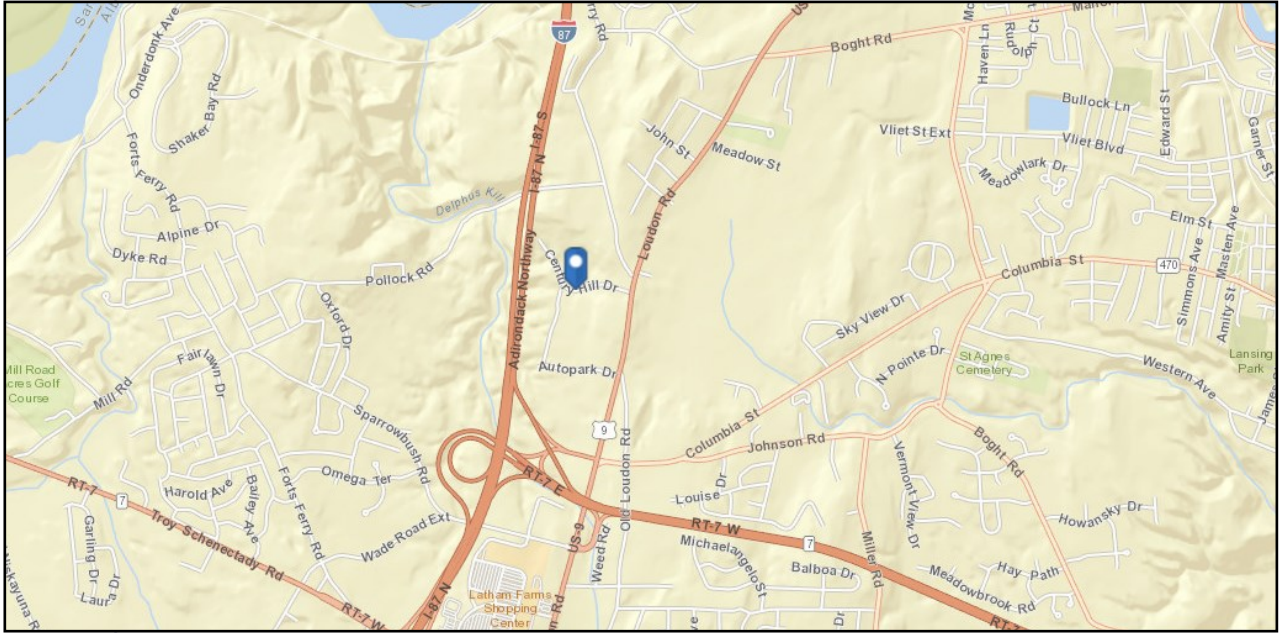 Onderdonk Ave
Shaker Bay Rd
Forts Ferry Rd
Alpine Dr
Dyke Rd
Pollock Rd
Oxford Dr
Fairlawn Dr
Mill Road
Golf
Course
Mill Rd
Sparrowbush Rd
Omega Ter
Harold Ave
Bailey Ave
Forts Ferry Rd
Wade Road Ext
RT-7
7
Troy Schenectady Rd
Garling Dr
Laura Dr
RT-7 W
I-87 N
87
I-87 S
I-87 N
Delphus Kill
Adirondack Northway
Century Hill Dr
Autopark Dr
John St
Meadow St
Loudon Rd
Boght Rd
9
Old Loudon Rd
Columbia St
Johnson Rd
RT-7 E
Louise Dr
RT-7 W
7
US-9
Weed Rd
Latham Farms
Shopping
Center
Michaelangelo St
Balboa Dr
Miller Rd
Vermont View Dr
Meadowbrook Rd
Hay Path
Howansky Dr
Boght Rd
Haven Ln
Bullock Ln
Vliet St Ext
Vliet Blvd
Edward St
Garner St
Meadowlark Dr
Elm St
Columbia St
470
Simmons Ave
Amity St
Masten Ave
Sky View Dr
N Pointe Dr
St Agnes
Cemetery
Western Ave
Lansing
Park